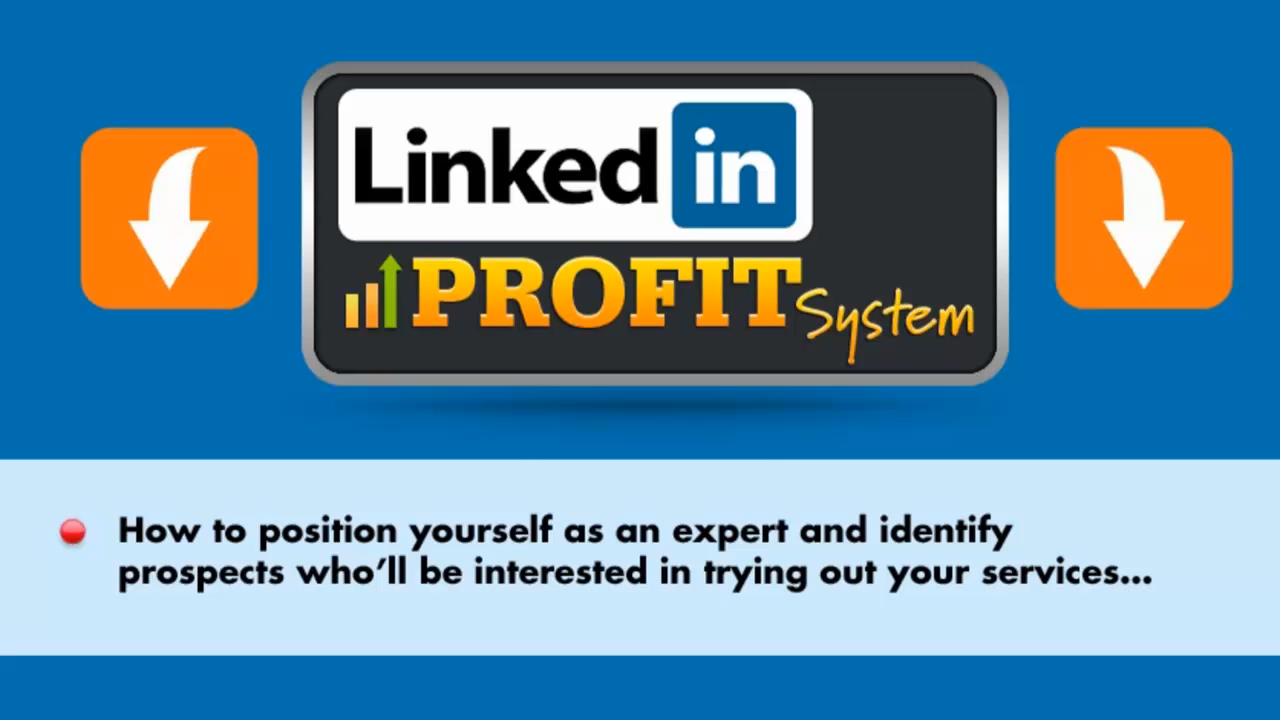 Linked in
PROFIT System
How to position yourself as an expert and identify
prospects who'll be interested in trying out your services...